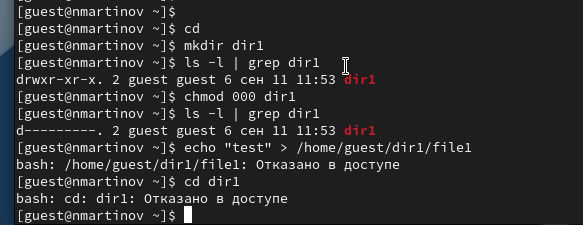 [guest@nmartinov ~]$
[guest@nmartinov ~]$ cd
[guest@nmartinov ~]$ mkdir dir1
[guest@nmartinov ~]$ ls -l | grep dir1
drwxr-xr-x. 2 guest guest 6 сен 11 11:53 dir1
[guest@nmartinov ~]$ chmod 000 dir1
[guest@nmartinov ~]$ ls -l | grep dir1
d---------. 2 guest guest 6 сен 11 11:53 dir1
[guest@nmartinov ~]$ echo "test" > /home/guest/dir1/file1
bash: /home/guest/dir1/file1: Отказано в доступе
[guest@nmartinov ~]$ cd dir1
bash: cd: dir1: Отказано в доступе
[guest@nmartinov ~]$